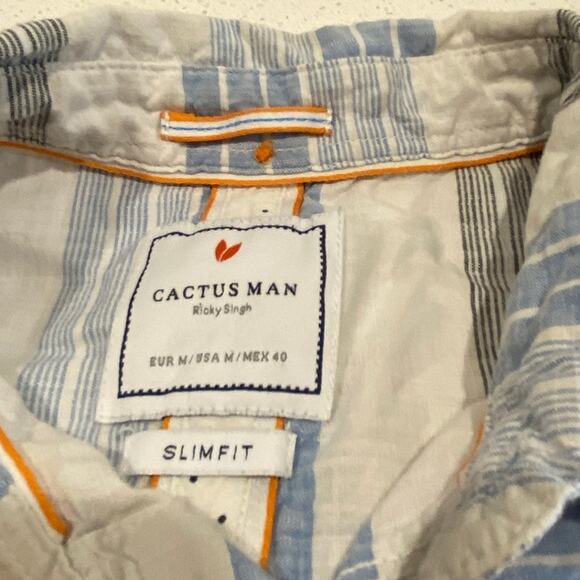 CACTUS MAN
Ricky Singh
EUR M/USA M/MEX 40
SLIMFIT